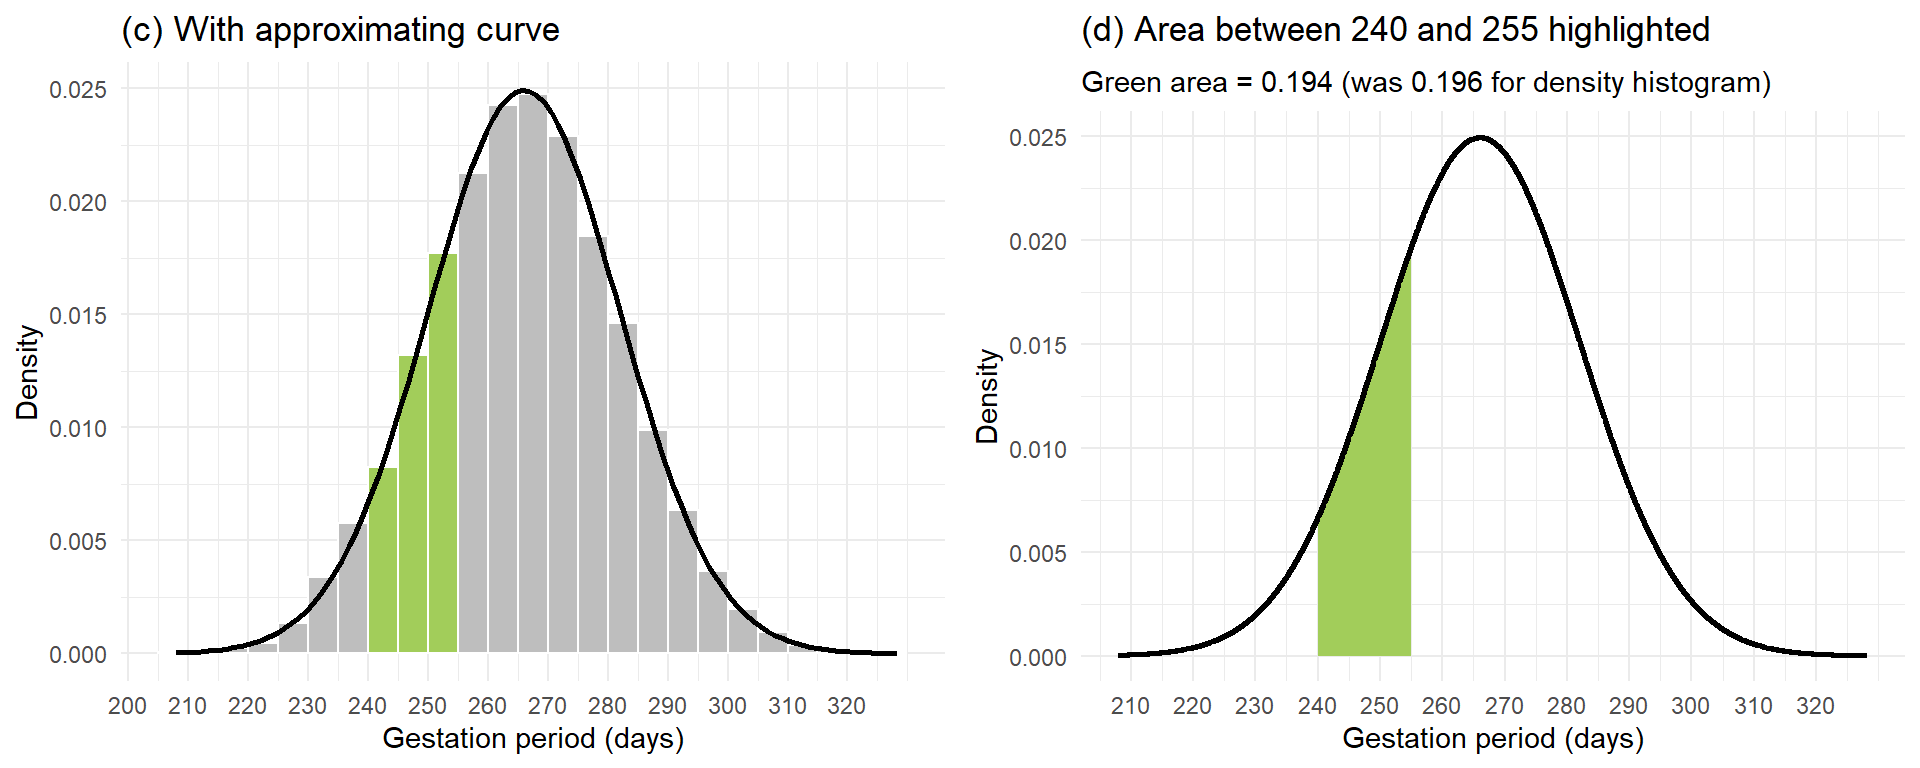 (c) With approximating curve
0.025
0.020
0.015
0.010
0.005
0.000
Density
200 210 220 230 240 250 260 270 280 290 300 310 320
Gestation period (days)
(d) Area between 240 and 255 highlighted
Green area = 0.194 (was 0.196 for density histogram)
0.025
0.020
0.015
0.010
0.005
0.000
Density
210 220 230 240 250 260 270 280 290 300 310 320
Gestation period (days)